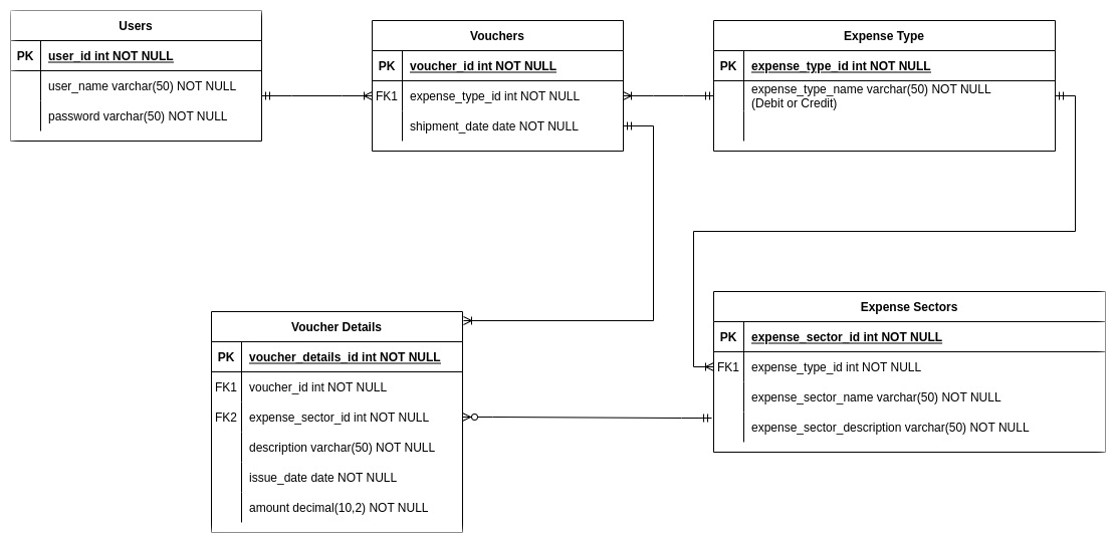 Users
PK user_id int NOT NULL
user_name varchar(50) NOT NULL
password varchar(50) NOT NULL
Vouchers
PK voucher_id int NOT NULL
FK1 expense_type_id int NOT NULL
shipment_date date NOT NULL
Expense Type
PK expense_type_id int NOT NULL
expense_type_name varchar(50) NOT NULL
(Debit or Credit)
Voucher Details
PK voucher_details_id int NOT NULL
FK1 voucher_id int NOT NULL
FK2 expense_sector_id int NOT NULL
description varchar(50) NOT NULL
issue_date date NOT NULL
amount decimal(10,2) NOT NULL
Expense Sectors
PK expense_sector_id int NOT NULL
FK1 expense_type_id int NOT NULL
expense_sector_name varchar(50) NOT NULL
expense_sector_description varchar(50) NOT NULL